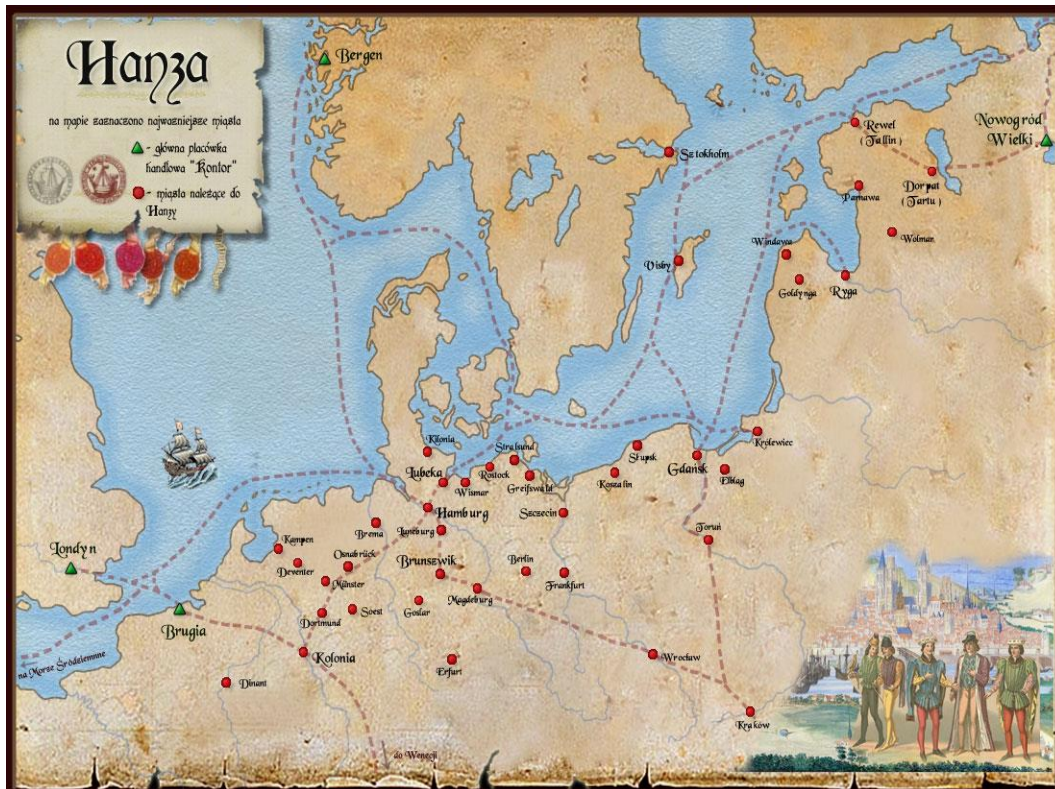 Hanza
na mapie zaznaczono najważniejsze miasta
- główna placówka
handlowa "Kontor"
- miasta należące do
Hanzy
Bergen
Sztokholm
Rewel
(Tallin)
Nowogród
Wielki
Dorpat
(Tartu)
Parnawa
Wolmar
Windawa
Goldynga
Ryga
Visby
Kilonia
Lubeka
Wismar
Rostock
Stralsund
Greifswald
Koszalin
Słupsk
Gdańsk
Elbląg
Królewiec
Hamburg
Szczecin
Brema
Luneburg
Toruń
Londyn
Kampen
Deventer
Osnabrück
Münster
Brunszwik
Berlin
Frankfurt
Magdeburg
Goslar
Brugia
Dortmund
Soest
Kolonia
Erfurt
Wrocław
na Morze Śródziemne
Dinant
Kraków
do Wenecji